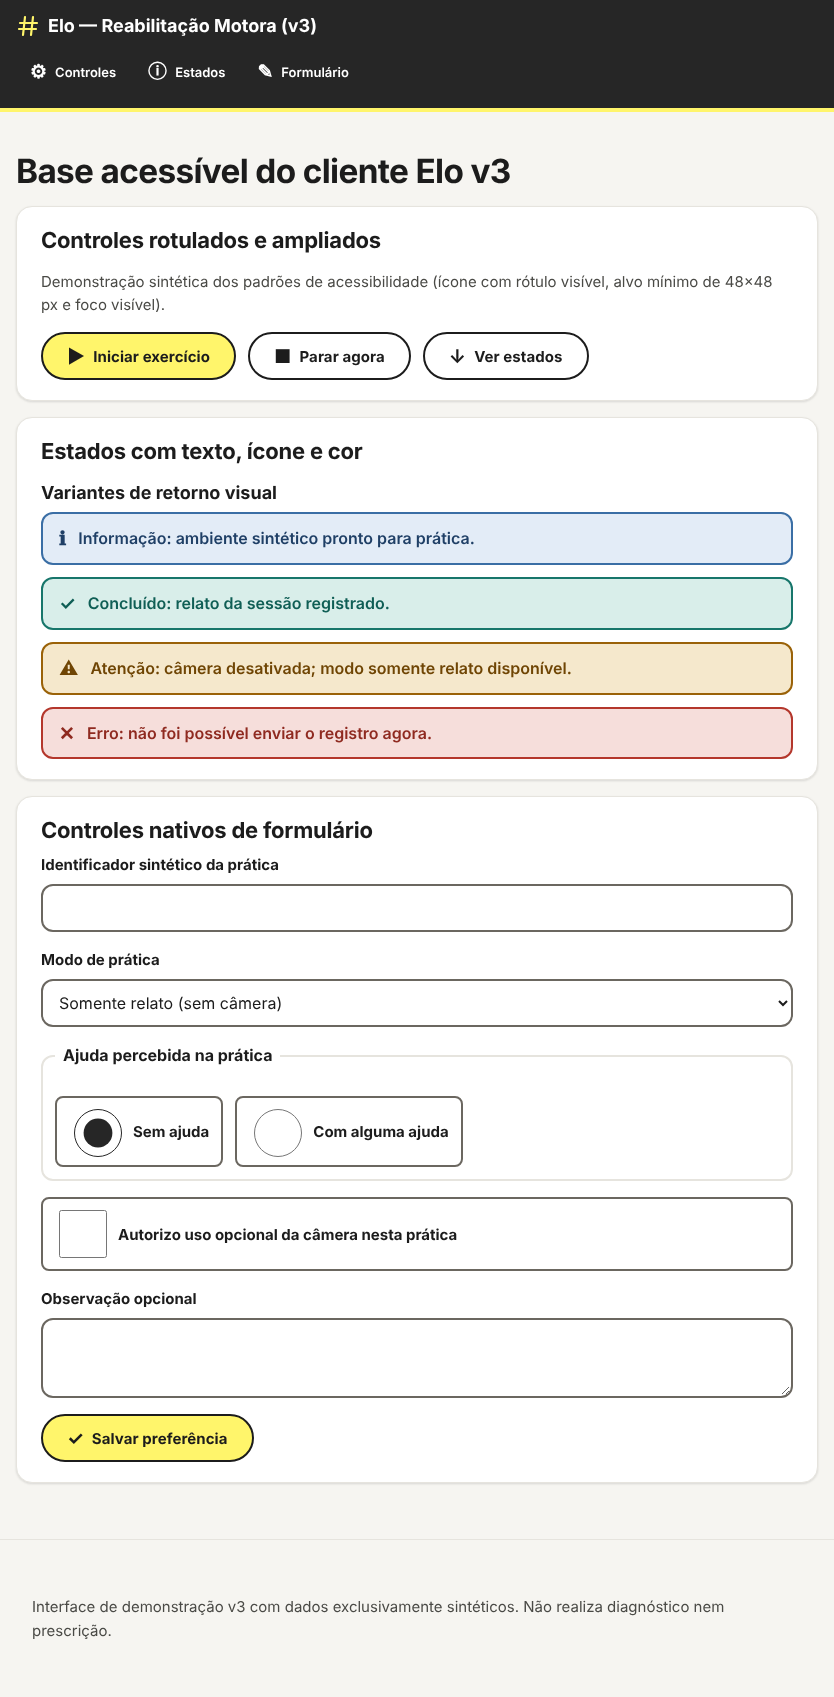 # Elo — Reabilitação Motora (v3)
⚙ Controles ⓘ Estados ✎ Formulário
Base acessível do cliente Elo v3
Controles rotulados e ampliados
Demonstração sintética dos padrões de acessibilidade (ícone com rótulo visível, alvo mínimo de 48×48
px e foco visível).
▶ Iniciar exercício ■ Parar agora ↓ Ver estados
Estados com texto, ícone e cor
Variantes de retorno visual
ℹ Informação: ambiente sintético pronto para prática.
✓ Concluído: relato da sessão registrado.
⚠ Atenção: câmera desativada; modo somente relato disponível.
✕ Erro: não foi possível enviar o registro agora.
Controles nativos de formulário
Identificador sintético da prática
Modo de prática
Somente relato (sem câmera)
Ajuda percebida na prática
Sem ajuda Com alguma ajuda
Autorizo uso opcional da câmera nesta prática
Observação opcional
✓ Salvar preferência
Interface de demonstração v3 com dados exclusivamente sintéticos. Não realiza diagnóstico nem
prescrição.